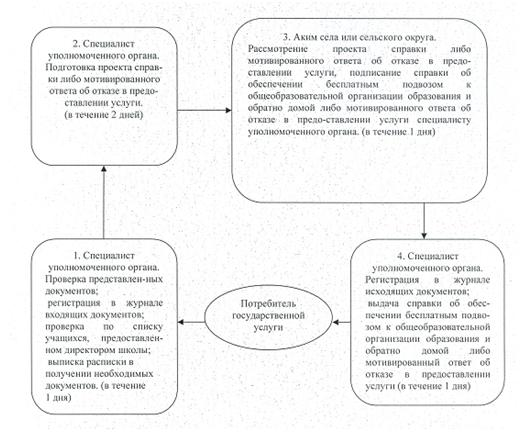 2. Специалист
уполномоченного органа.
Подготовка проекта справ-
ки либо мотивированного
ответа об отказе в предо-
ставлении услуги.
(в течение 2 дней)
3. Аким села или сельского округа.
Рассмотрение проекта справки либо
мотивированного ответа об отказе в предо-
ставлении услуги, подписание справки об
обеспечении бесплатным подвозом к
общеобразовательной организации образования и
обратно домой либо мотивированного ответа об
отказе в предо-ставлении услуги специалисту
уполномоченного органа. (в течение 1 дня)
1. Специалист
уполномоченного органа.
Проверка представлен-ных
документов;
регистрация в журнале
входящих документов;
проверка по списку
учащихся, предоставлен-
ном директором школы;
выписка расписки в
получении необходимых
документов. (в течение
1 дня)
Потребитель
государственной
услуги
4. Специалист
уполномоченного органа.
Регистрация в журнале
исходящих документов;
выдача справки об обес-
печении бесплатным подво-
зом к общеобразовательной
организации образования и
обратно домой либо
мотивированный ответ об
отказе в предоставлении
услуги (в течение 1 дня)